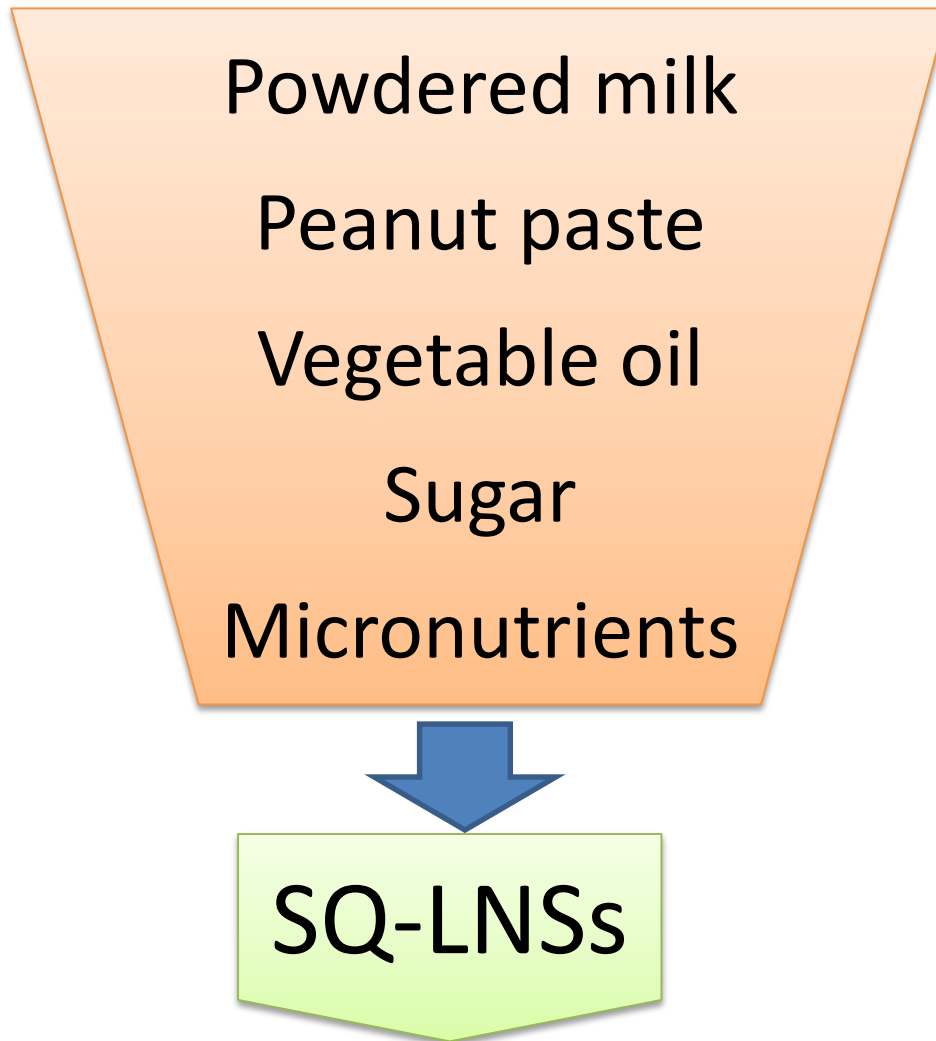 Powdered milk
Peanut paste
Vegetable oil
Sugar
Micronutrients
SQ-LNSs